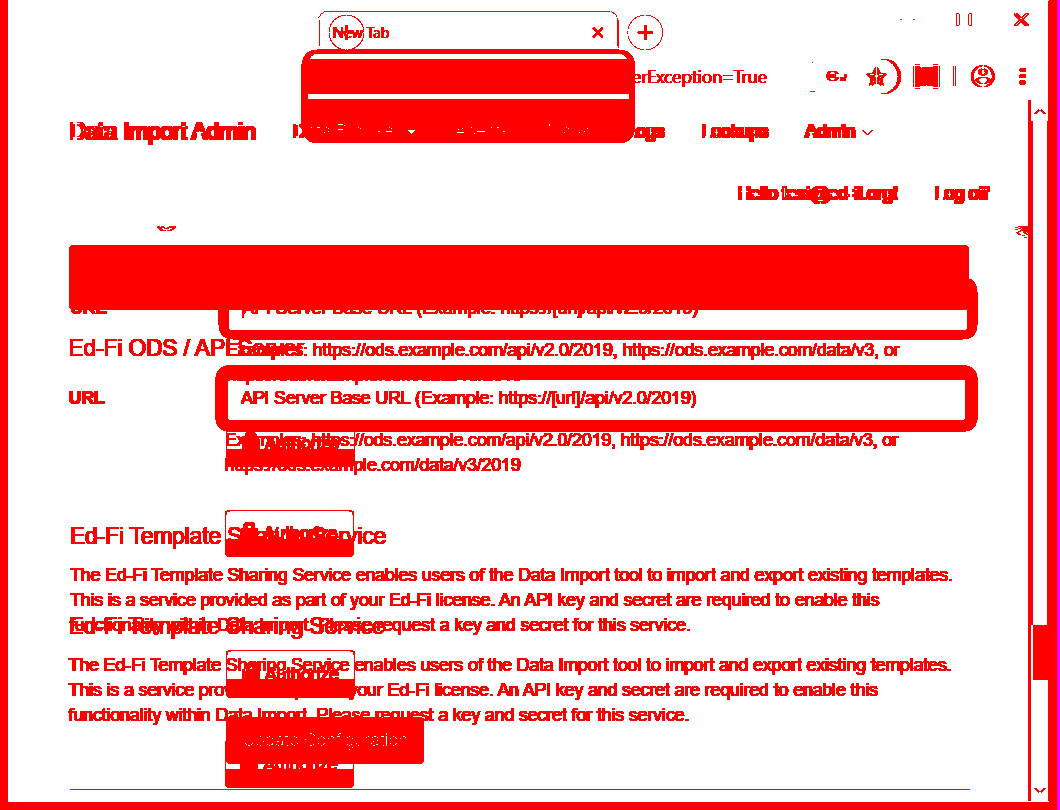 New Tab
erException=True
Data Import Admin
Lookups
Admin
Log off
URL
API Server Base URL (Example: https://[url]/api/v2.0/2019)
Ed-Fi ODS / API Server
Examples: https://ods.example.com/api/v2.0/2019, https://ods.example.com/data/v3, or
URL
API Server Base URL (Example: https://[url]/api/v2.0/2019)
Examples: https://ods.example.com/api/v2.0/2019, https://ods.example.com/data/v3, or
https://ods.example.com/data/v3/2019
Authorize
Ed-Fi Template Sharing Service
The Ed-Fi Template Sharing Service enables users of the Data Import tool to import and export existing templates.
This is a service provided as part of your Ed-Fi license. An API key and secret are required to enable this
functionality within Data Import. Please request a key and secret for this service.
Ed-Fi Template Sharing Service
The Ed-Fi Template Sharing Service enables users of the Data Import tool to import and export existing templates.
Authorize
This is a service your Ed-Fi license. An API key and secret are required to enable this
functionality within Data Import. Please request a key and secret for this service.
Update Configuration
Authorize